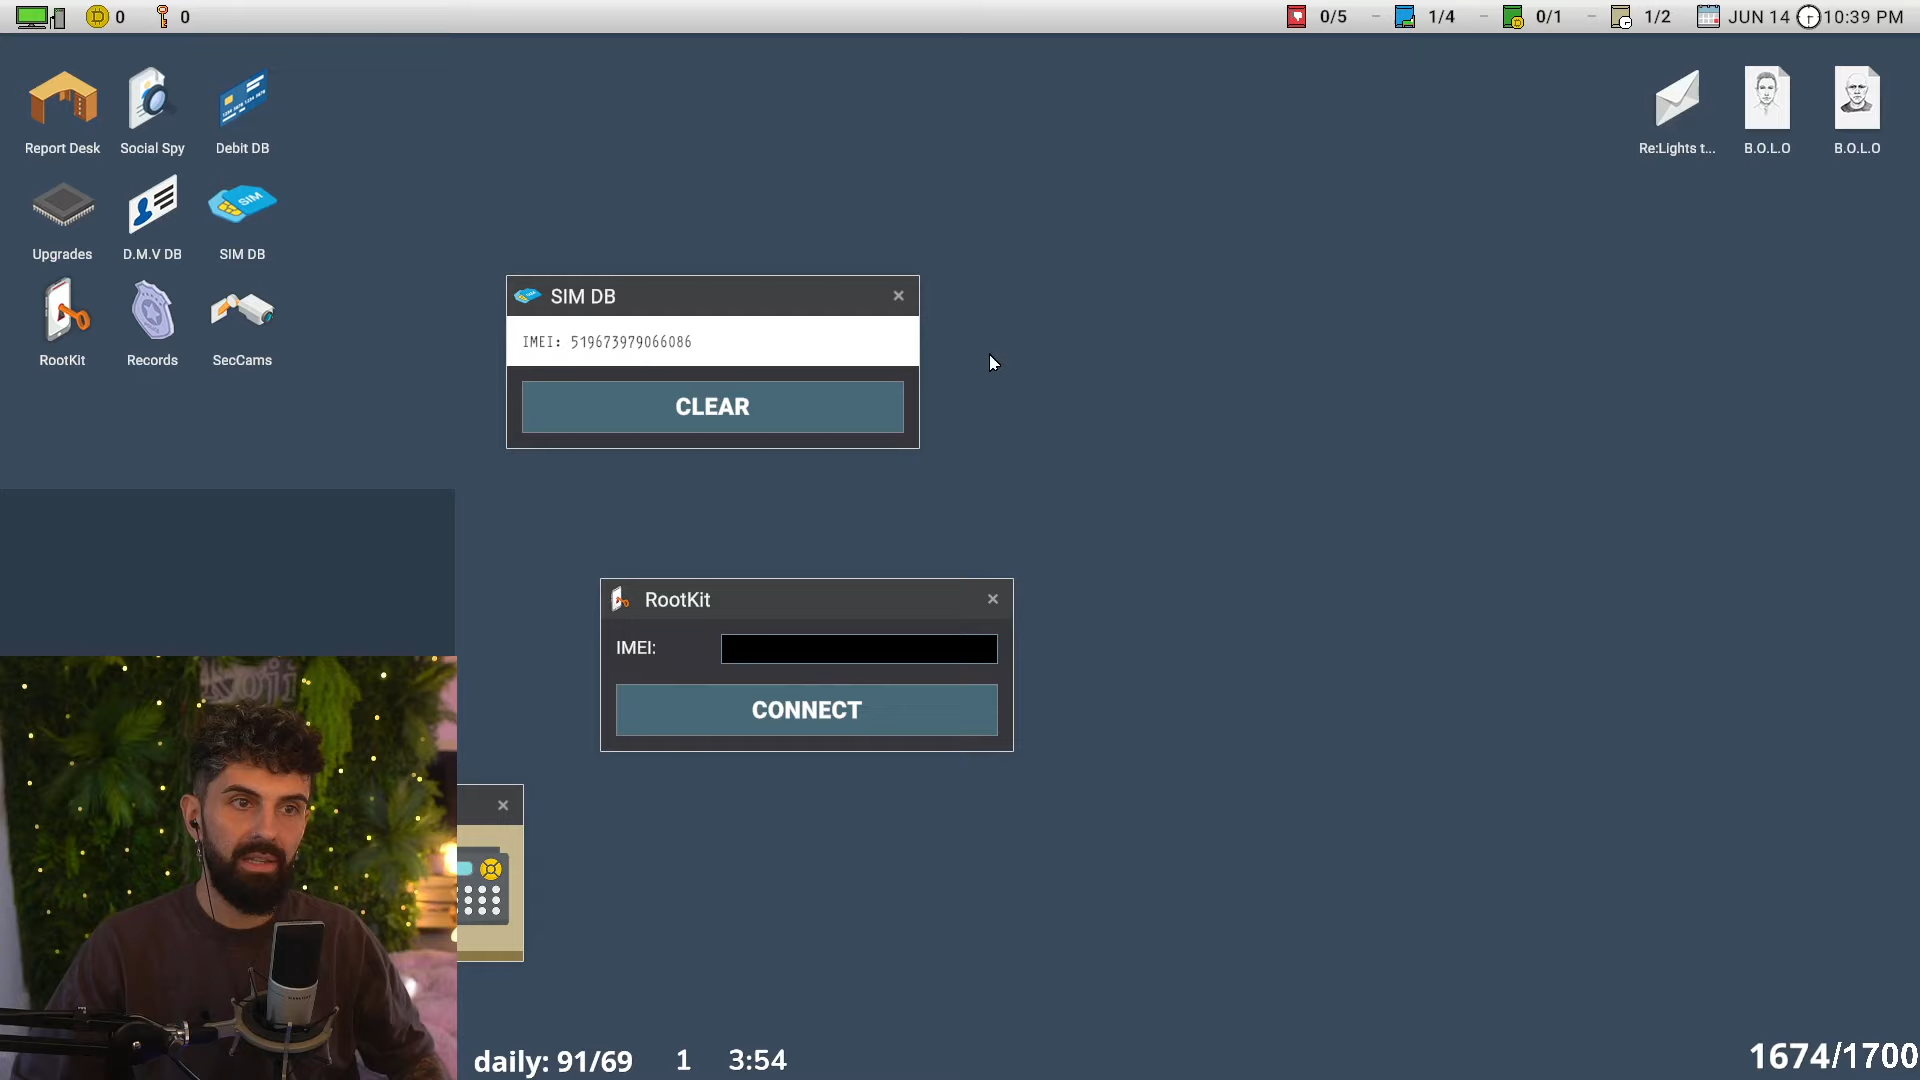 0
0
0/5
1/4
0/1
1/2
JUN 14
10:39 PM
Report Desk
Social Spy
Debit DB
Re:Lights t...
B.O.L.O
B.O.L.O
SIM
Upgrades
D.M.V DB
SIM DB
RootKit
Records
SecCams
SIM DB
IMEI: 519673979066086
CLEAR
RootKit
IMEI:
CONNECT
Koji
daily: 91/69
1
3:54
1674/1700